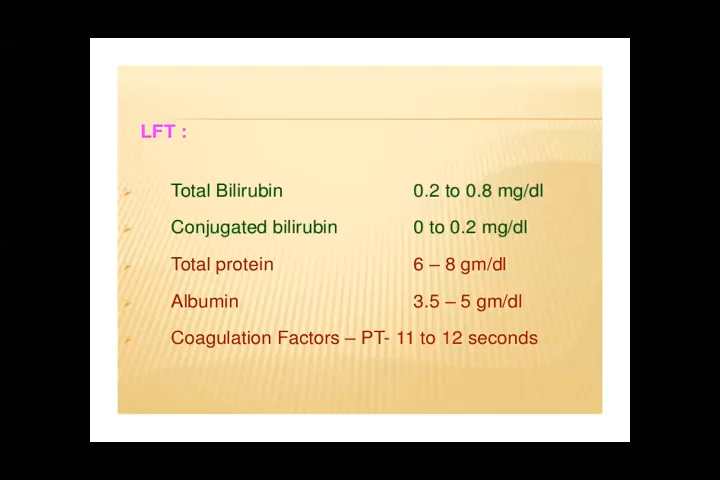 LFT :
Total Bilirubin 0.2 to 0.8 mg/dl
Conjugated bilirubin 0 to 0.2 mg/dl
Total protein 6 – 8 gm/dl
Albumin 3.5 – 5 gm/dl
Coagulation Factors – PT- 11 to 12 seconds